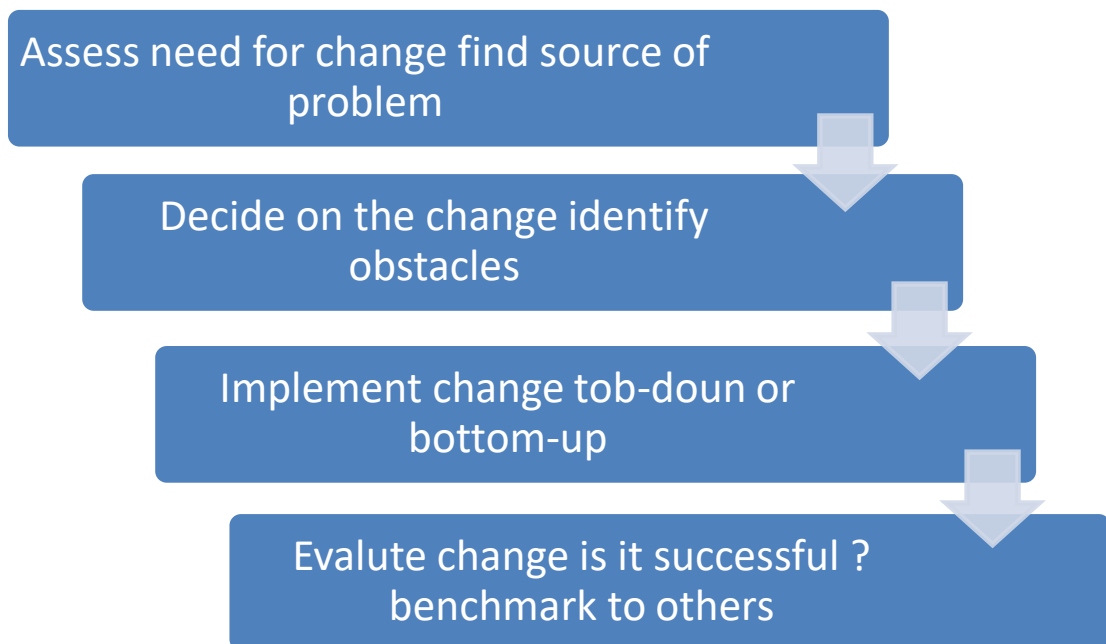 Assess need for change find source of
problem
Decide on the change identify
obstacles
Implement change tob-doun or
bottom-up
Evalute change is it successful ?
benchmark to others